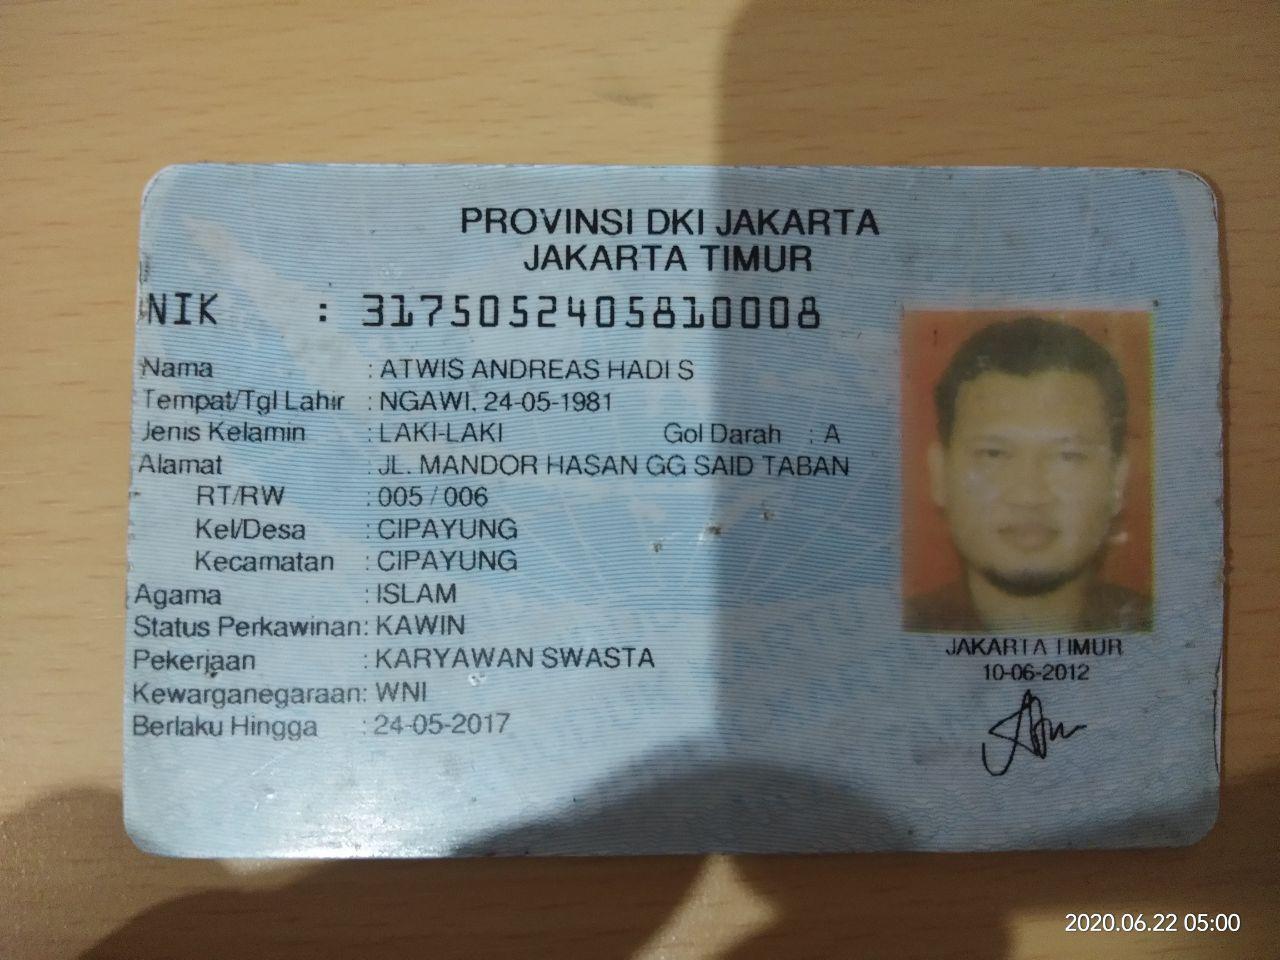 PROVINSI DKI JAKARTA
JAKARTA TIMUR
NIK : 3175052405810008
Nama : ATWIS ANDREAS HADI S
Tempat/Tgl Lahir : NGAWI, 24-05-1981
Jenis Kelamin : LAKI-LAKI Gol Darah : A
Alamat : JL. MANDOR HASAN GG SAID TABAN
RT/RW : 005 / 006
Kel/Desa : CIPAYUNG
Kecamatan : CIPAYUNG
Agama : ISLAM
Status Perkawinan: KAWIN
Pekerjaan : KARYAWAN SWASTA
Kewarganegaraan: WNI
Berlaku Hingga : 24-05-2017
JAKARTA TIMUR
10-06-2012
2020.06.22 05:00